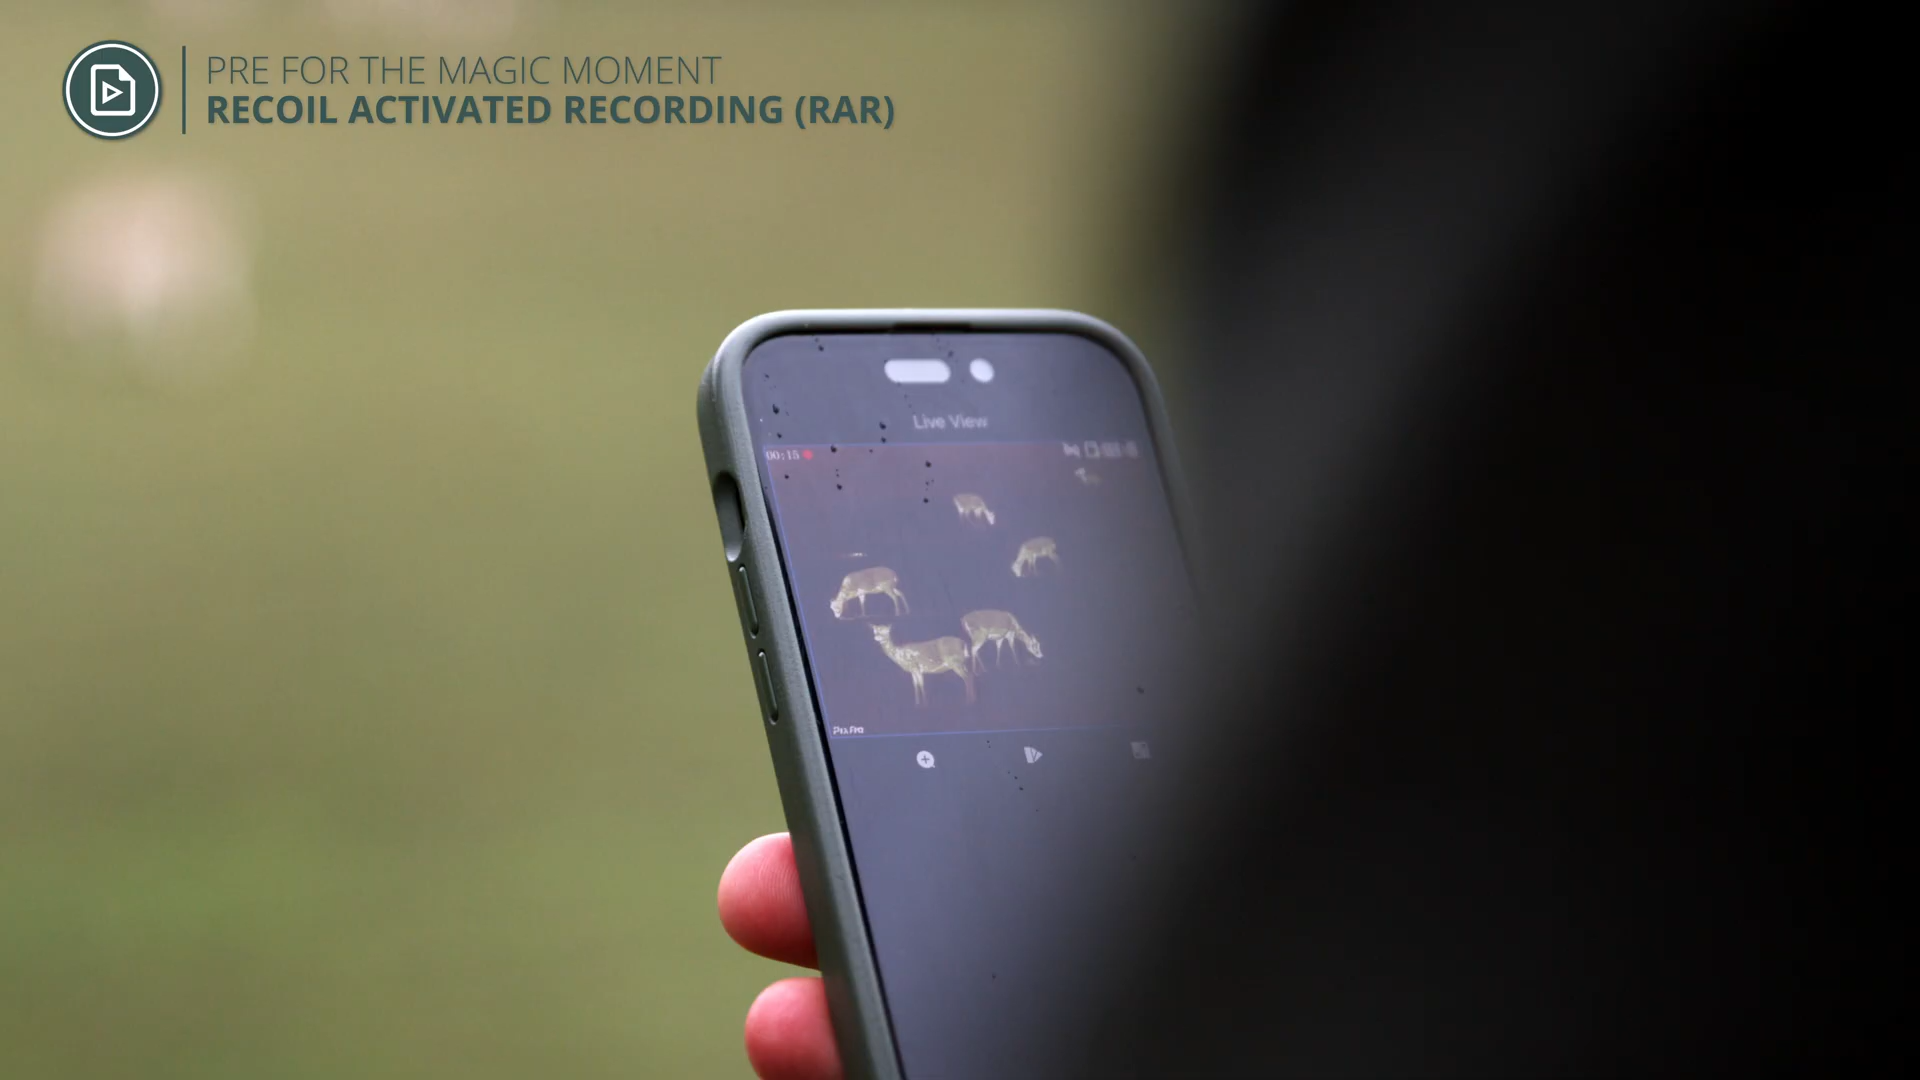 PRE FOR THE MAGIC MOMENT
RECOIL ACTIVATED RECORDING (RAR)
Live View
00:15